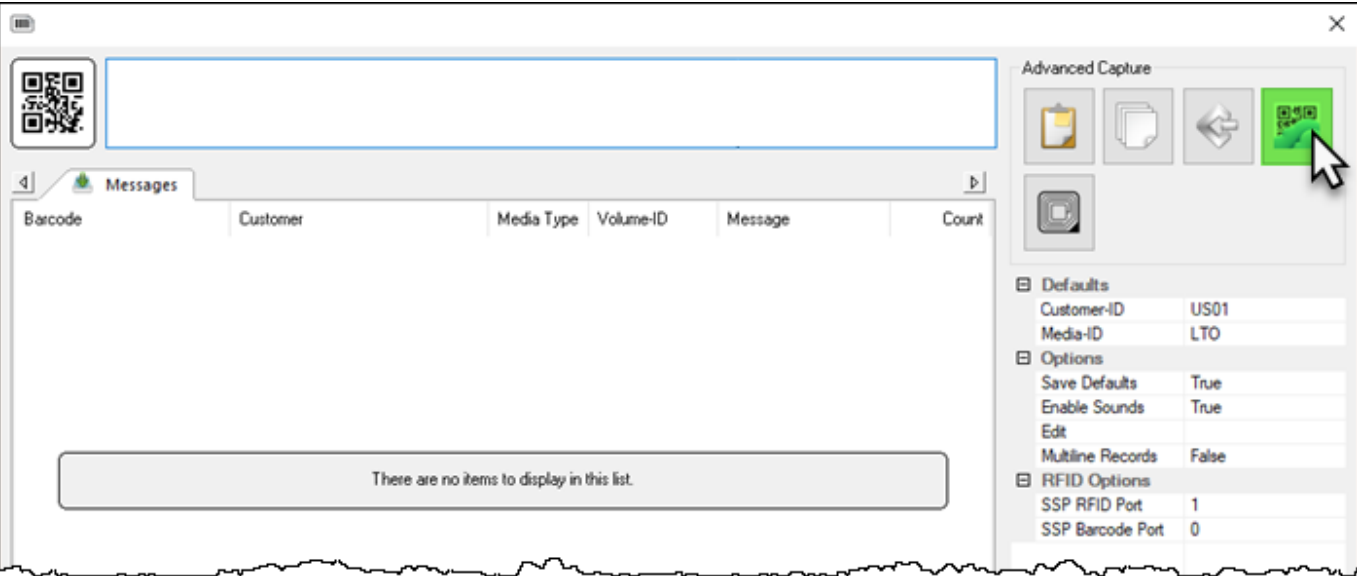 Advanced Capture
Messages
Barcode Customer Media Type Volume-ID Message Count
There are no items to display in this list.
Defaults
Customer-ID US01
Media-ID LTO
Options
Save Defaults True
Enable Sounds True
Edit
Multiline Records False
RFID Options
SSP RFID Port 1
SSP Barcode Port 0